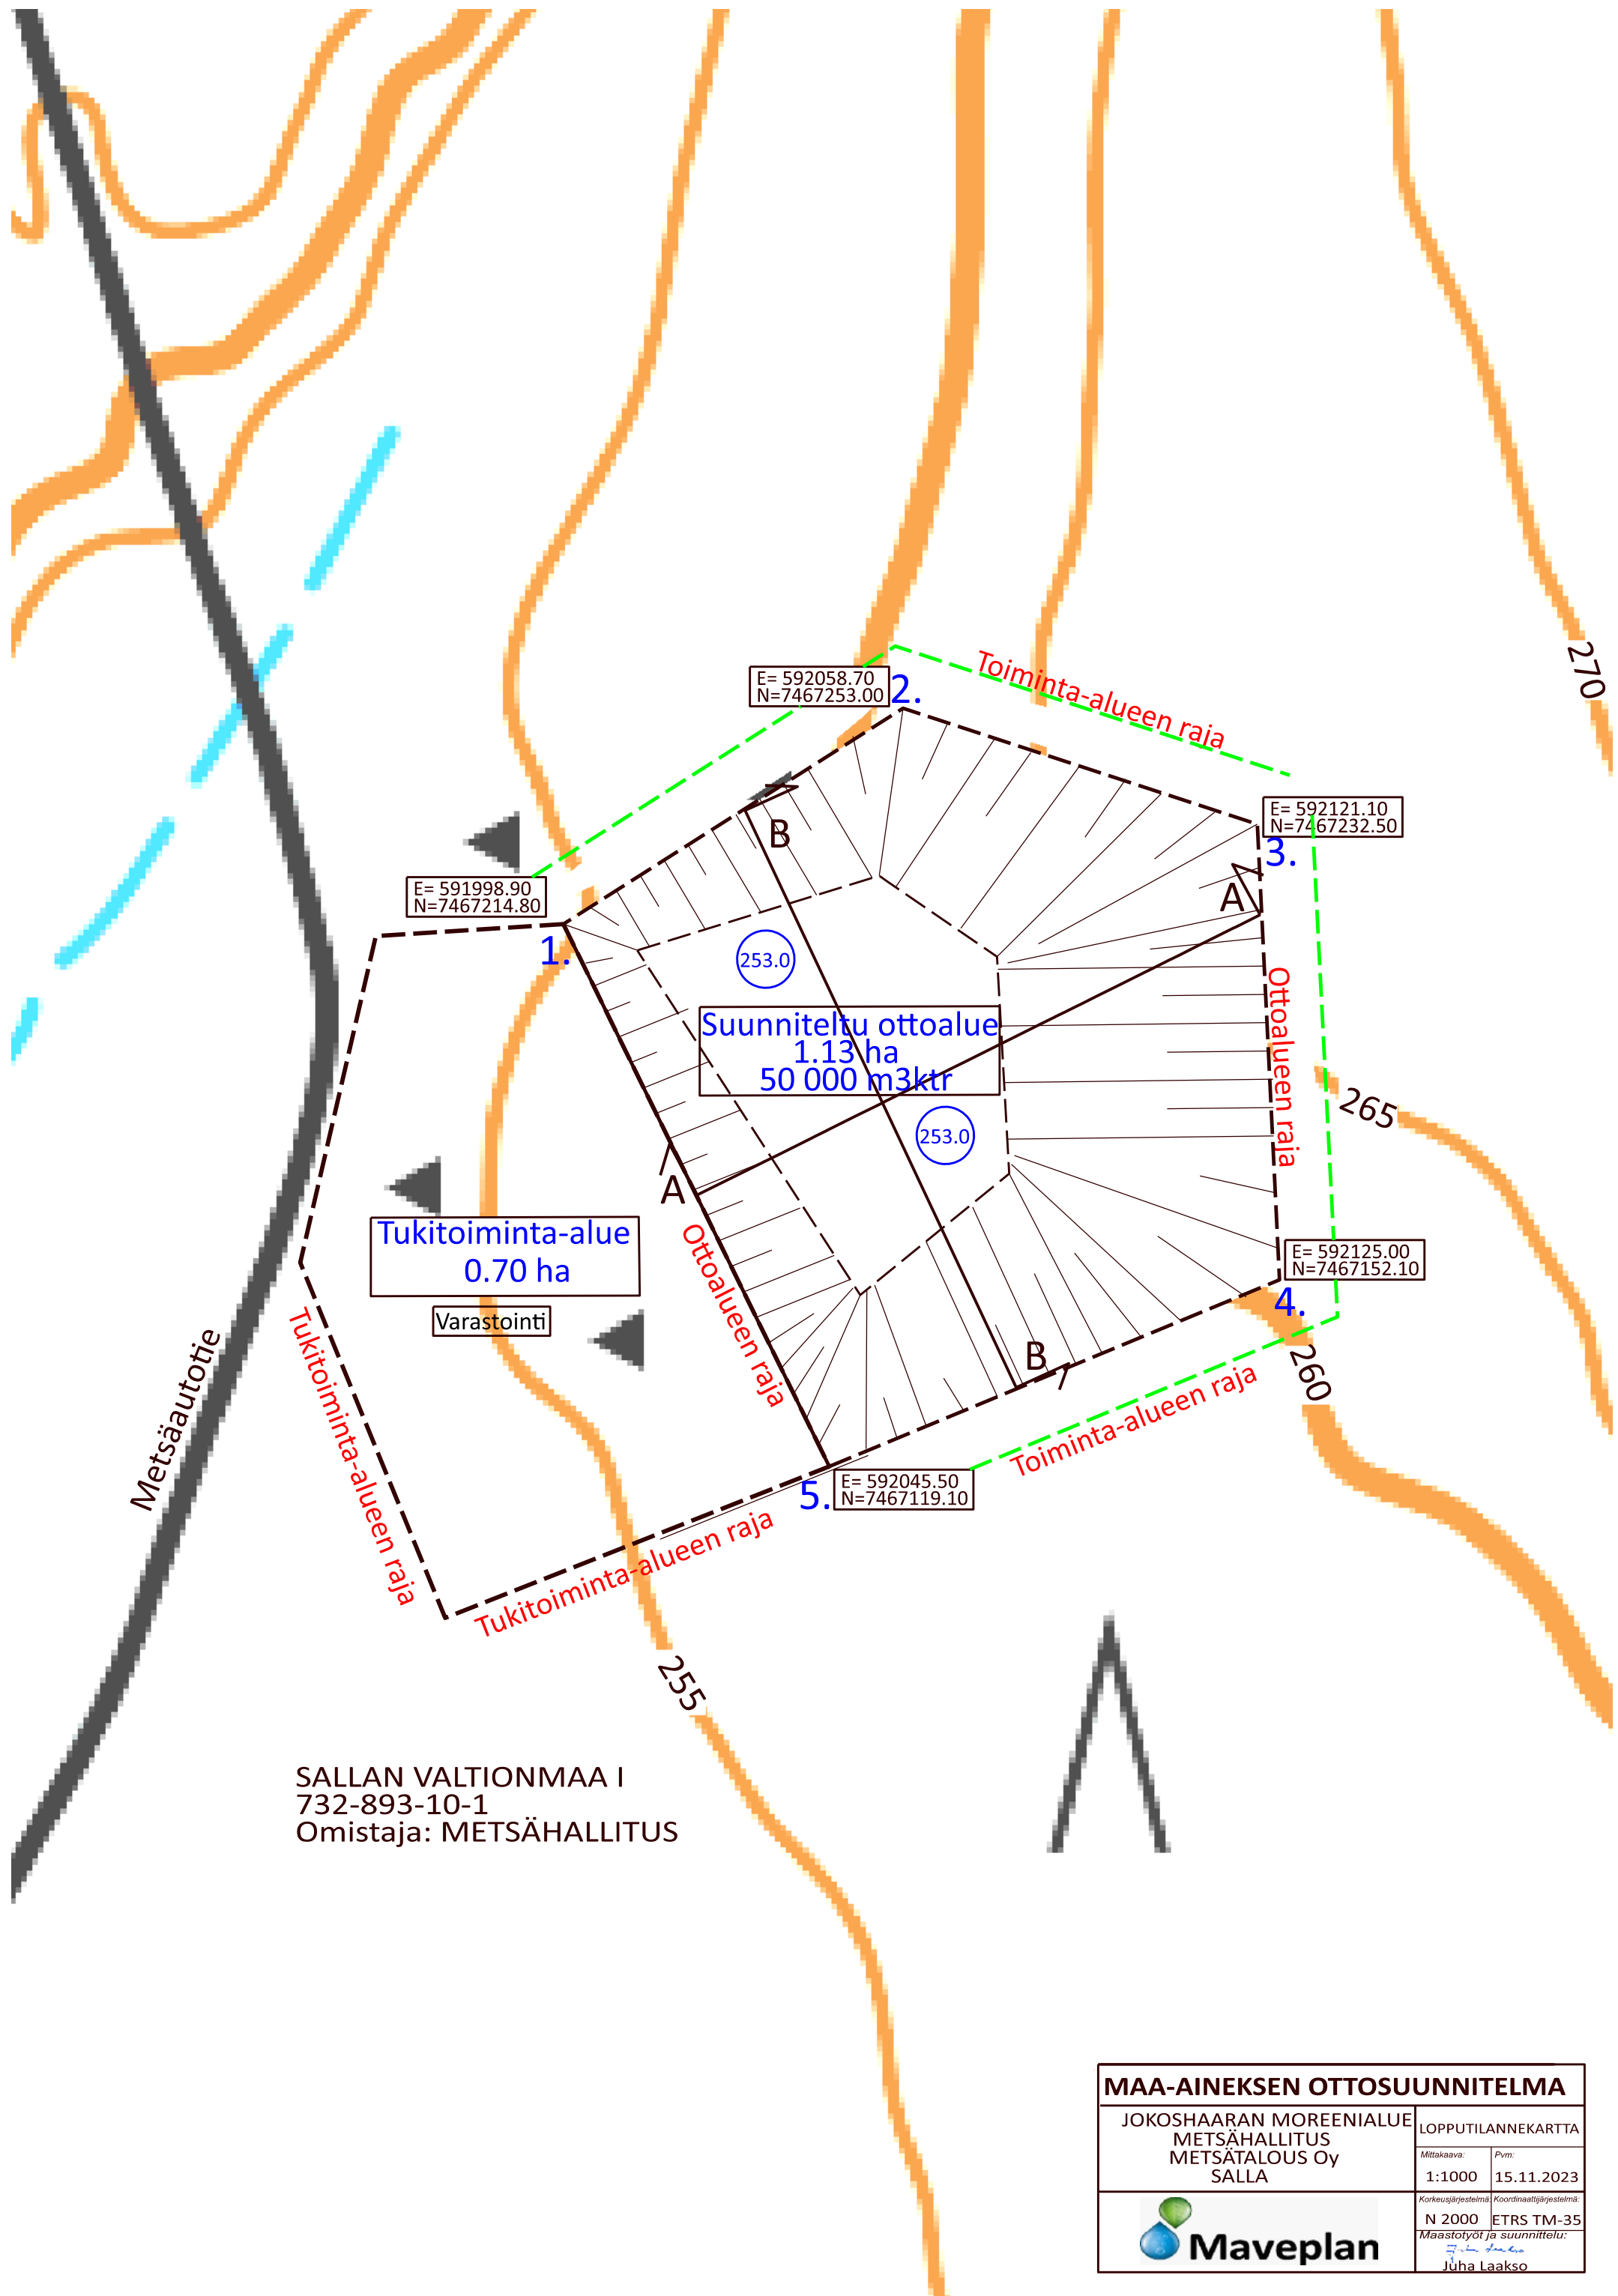 270
Toiminta-alueen raja
E= 592058.70
N=7467253.00
2.
E= 592121.10
N=7467232.50
3.
B
A
E= 591998.90
N=7467214.80
1.
253.0
Suunniteltu ottoalue
1.13 ha
50 000 m3ktr
Ottoalueen raja
265
253.0
A
Tukitoiminta-alue
0.70 ha
Varastointi
Ottoalueen raja
E= 592125.00
N=7467152.10
4.
260
B
Toiminta-alueen raja
Metsäautotie
Tukitoiminta-alueen raja
5.
E= 592045.50
N=7467119.10
Tukitoiminta-alueen raja
255
SALLAN VALTIONMAA I
732-893-10-1
Omistaja: METSÄHALLITUS
MAA-AINEKSEN OTTOSUUNNITELMA
JOKOSHAARAN MOREENIALUE
METSÄHALLITUS
METSÄTALOUS Oy
SALLA
LOPPUTILANNEKARTTA
Mittakaava:
1:1000
Pvm:
15.11.2023
Korkeusjärjestelmä:
N 2000
Koordinaattijärjestelmä:
ETRS TM-35
Maastotyöt ja suunnittelu:
Juha Laakso
Maveplan